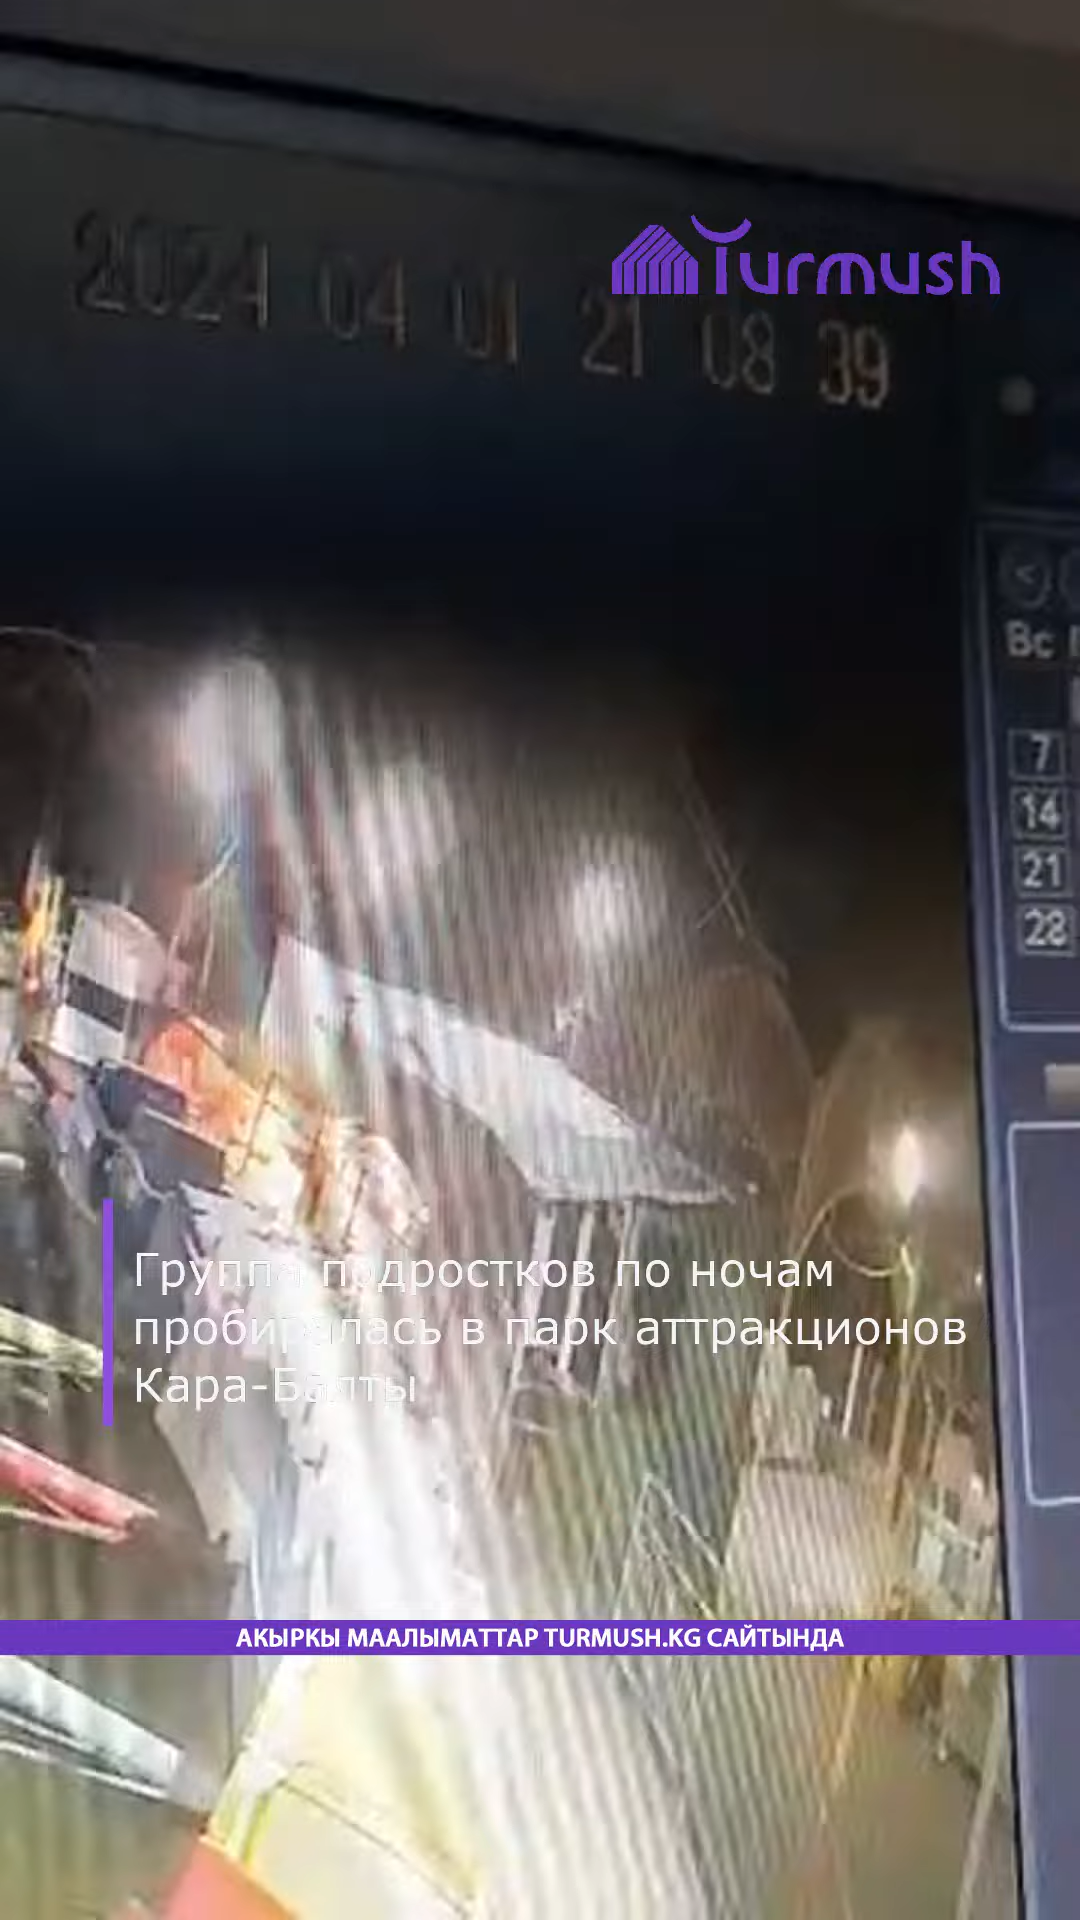 Turmush
2024 04 01 21 08 39
<
Вс
7
14
21
28
Группа подростков по ночам
пробиралась в парк аттракционов
Кара-Балты
АКЫРКЫ МААЛЫМАТТАР TURMUSH.KG САЙТЫНДА